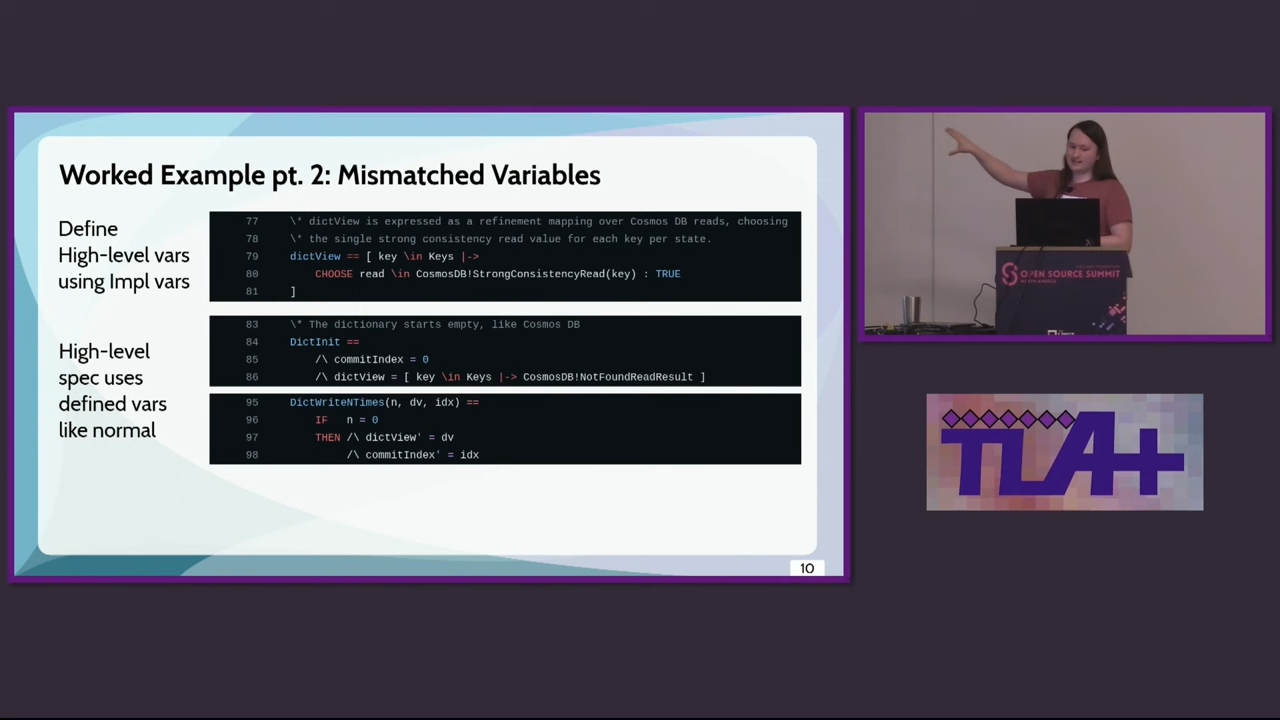 Worked Example pt. 2: Mismatched Variables
Define
High-level vars
using Impl vars
77 \* dictView is expressed as a refinement mapping over Cosmos DB reads, choosing
78 \* the single strong consistency read value for each key per state.
79 dictView == [ key \in Keys |->
80 CHOOSE read \in CosmosDB!StrongConsistencyRead(key) : TRUE
81 ]
High-level
spec uses
defined vars
like normal
83 \* The dictionary starts empty, like Cosmos DB
84 DictInit ==
85 /\ commitIndex = 0
86 /\ dictView = [ key \in Keys |-> CosmosDB!NotFoundReadResult ]
95 DictWriteNTimes(n, dv, idx) ==
96 IF n = 0
97 THEN /\ dictView' = dv
98 /\ commitIndex' = idx
10
OPEN SOURCE SUMMIT
TLA+